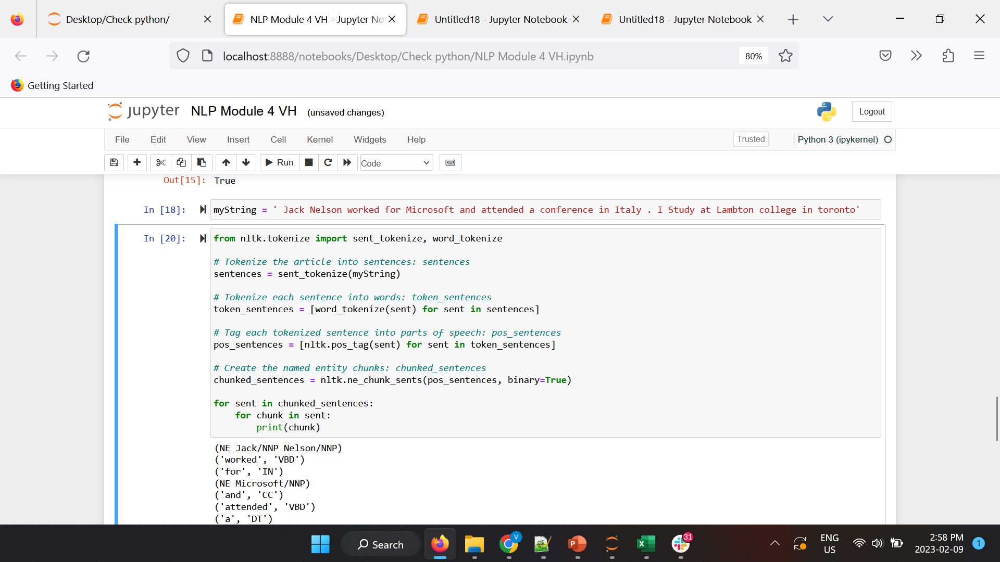 Desktop/Check python/
NLP Module 4 VH - Jupyter No
Untitled18 - Jupyter Notebook
Untitled18 - Jupyter Notebook
localhost:8888/notebooks/Desktop/Check python/NLP Module 4 VH.ipynb
80%
Getting Started
jupyter NLP Module 4 VH (unsaved changes)
Logout
File Edit View Insert Cell Kernel Widgets Help
Trusted
Python 3 (ipykernel)
Run
Code
Out[15]: True
In [18]: myString = ' Jack Nelson worked for Microsoft and attended a conference in Italy . I Study at Lambton college in toronto'
In [20]: from nltk.tokenize import sent_tokenize, word_tokenize
# Tokenize the article into sentences: sentences
sentences = sent_tokenize(myString)
# Tokenize each sentence into words: token_sentences
token_sentences = [word_tokenize(sent) for sent in sentences]
# Tag each tokenized sentence into parts of speech: pos_sentences
pos_sentences = [nltk.pos_tag(sent) for sent in token_sentences]
# Create the named entity chunks: chunked_sentences
chunked_sentences = nltk.ne_chunk_sents(pos_sentences, binary=True)
for sent in chunked_sentences:
    for chunk in sent:
        print(chunk)
(NE Jack/NNP Nelson/NNP)
('worked', 'VBD')
('for', 'IN')
(NE Microsoft/NNP)
('and', 'CC')
('attended', 'VBD')
('a', 'DT')
Search
V
P
X
31
ENG
US
2:58 PM
2023-02-09
1